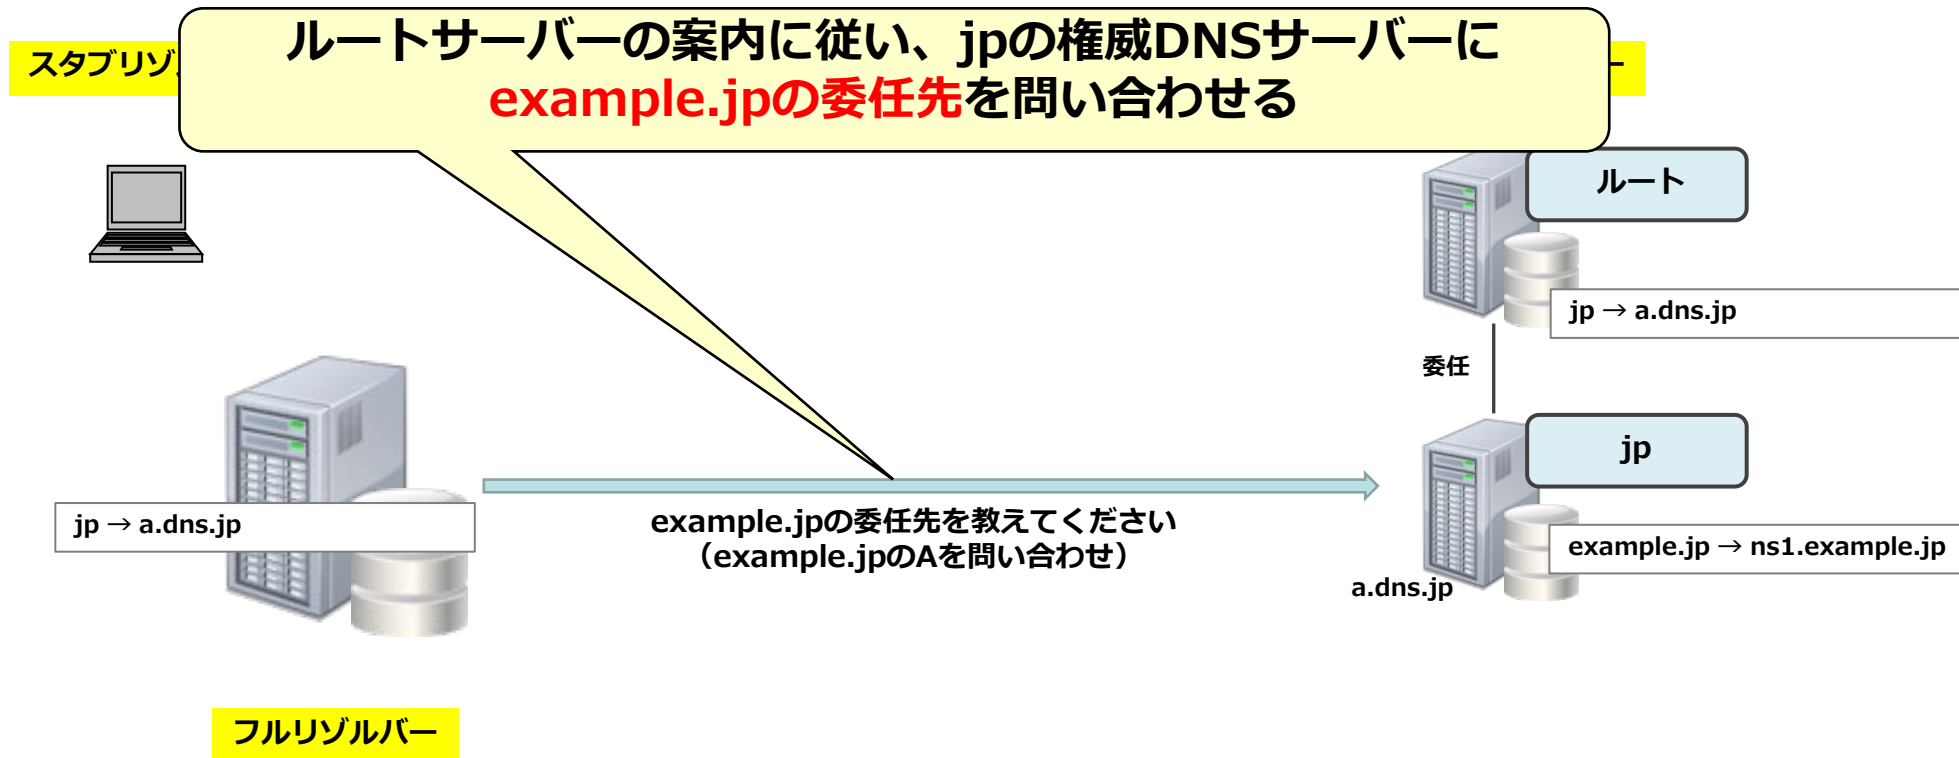 ルートサーバーの案内に従い、jpの権威DNSサーバーに
example.jpの委任先を問い合わせる
スタブリゾ
ルート
jp → a.dns.jp
委任
jp
jp → a.dns.jp
example.jpの委任先を教えてください
（example.jpのAを問い合わせ）
example.jp → ns1.example.jp
a.dns.jp
フルリゾルバー